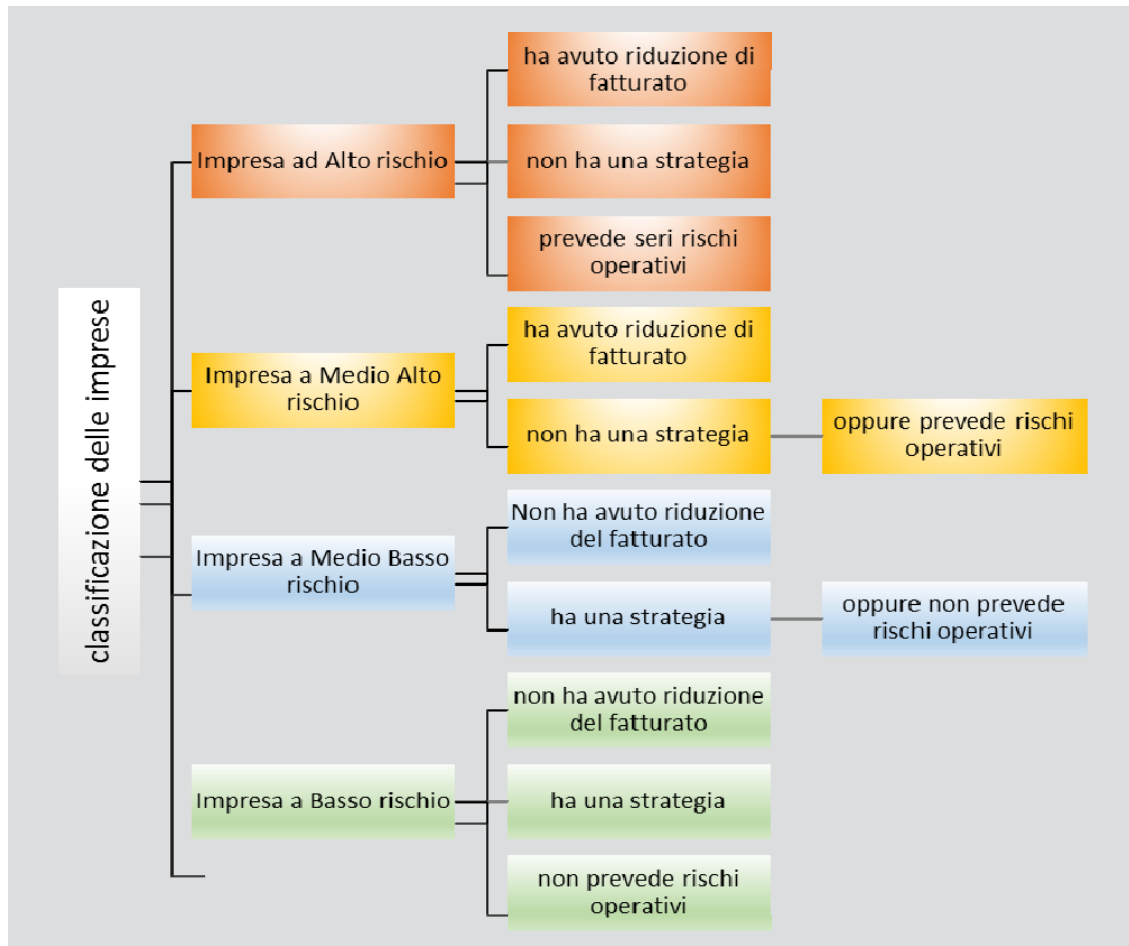 classificazione delle imprese
Impresa ad Alto rischio
ha avuto riduzione di
fatturato
non ha una strategia
prevede seri rischi
operativi
Impresa a Medio Alto
rischio
ha avuto riduzione di
fatturato
non ha una strategia
oppure prevede rischi
operativi
Impresa a Medio Basso
rischio
Non ha avuto riduzione
del fatturato
ha una strategia
oppure non prevede
rischi operativi
Impresa a Basso rischio
non ha avuto riduzione
del fatturato
ha una strategia
non prevede rischi
operativi